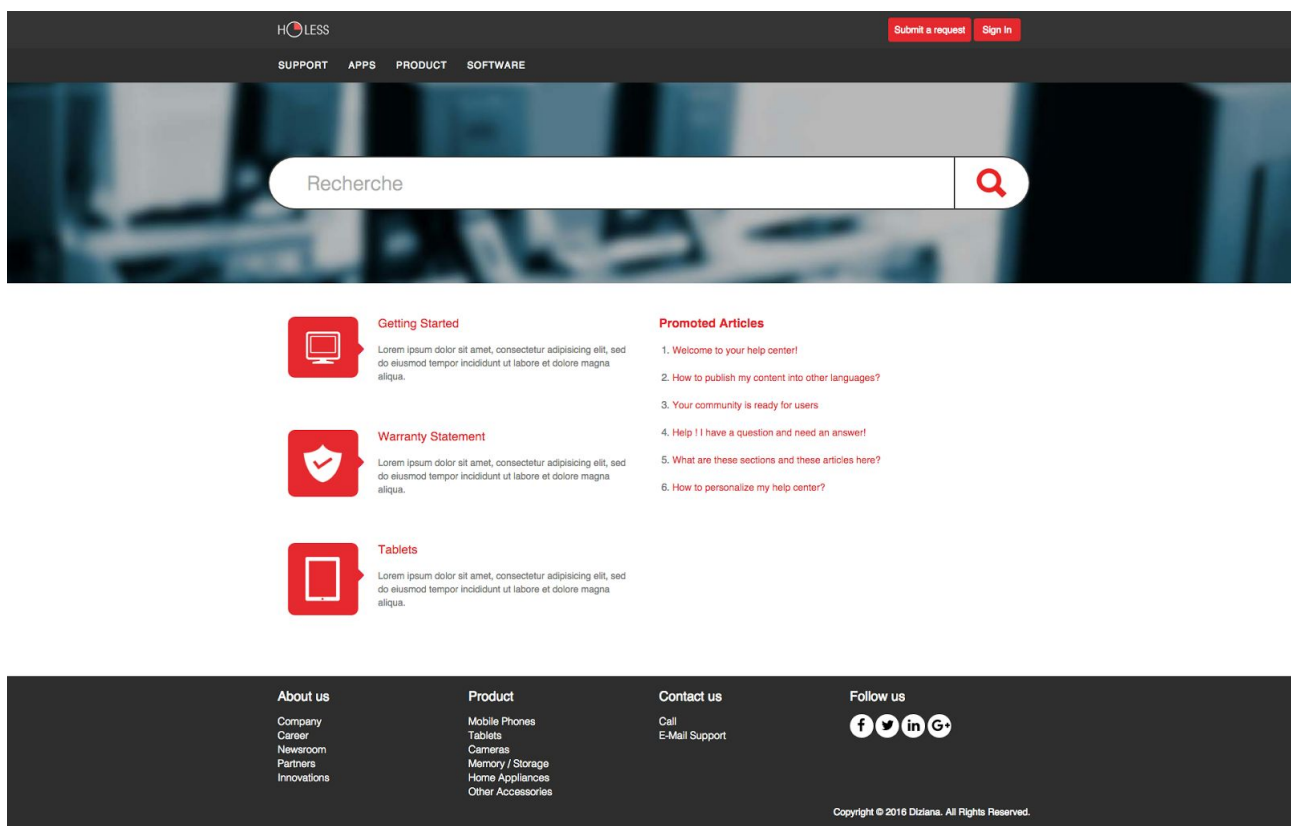 HOLESS
Submit a request
Sign In
SUPPORT
APPS
PRODUCT
SOFTWARE
Recherche
Getting Started
Lorem ipsum dolor sit amet, consectetur adipisicing elit, sed
do eiusmod tempor incididunt ut labore et dolore magna
aliqua.
Warranty Statement
Lorem ipsum dolor sit amet, consectetur adipisicing elit, sed
do eiusmod tempor incididunt ut labore et dolore magna
aliqua.
Tablets
Lorem ipsum dolor sit amet, consectetur adipisicing elit, sed
do eiusmod tempor incididunt ut labore et dolore magna
aliqua.
Promoted Articles
1. Welcome to your help center!
2. How to publish my content into other languages?
3. Your community is ready for users
4. Help ! I have a question and need an answer!
5. What are these sections and these articles here?
6. How to personalize my help center?
About us
Company
Career
Newsroom
Partners
Innovations
Product
Mobile Phones
Tablets
Cameras
Memory / Storage
Home Appliances
Other Accessories
Contact us
Call
E-Mail Support
Follow us
f
in
G+
Copyright © 2016 Diziana. All Rights Reserved.